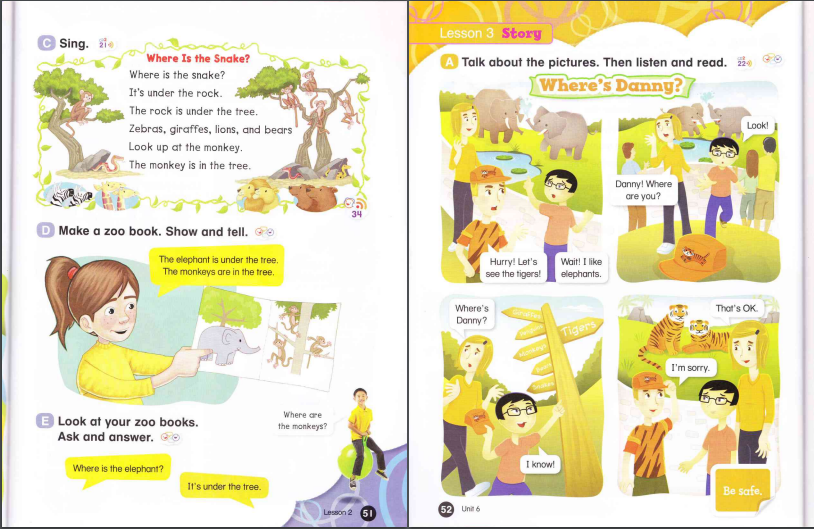 C Sing.
21
Where Is the Snake?
Where is the snake?
It's under the rock.
The rock is under the tree.
Zebras, giraffes, lions, and bears
Look up at the monkey.
The monkey is in the tree.
34
D Make a zoo book. Show and tell.
The elephant is under the tree.
The monkeys are in the tree.
E Look at your zoo books.
Ask and answer.
Where are
the monkeys?
Where is the elephant?
It's under the tree.
Lesson 2 51
Lesson 3 Story
A Talk about the pictures. Then listen and read.
22
Where's Danny?
Hurry! Let's
see the tigers!
Wait! I like
elephants.
Look!
Danny! Where
are you?
Where's
Danny?
Tigers
I know!
That's OK.
I'm sorry.
Be safe.
52 Unit 6